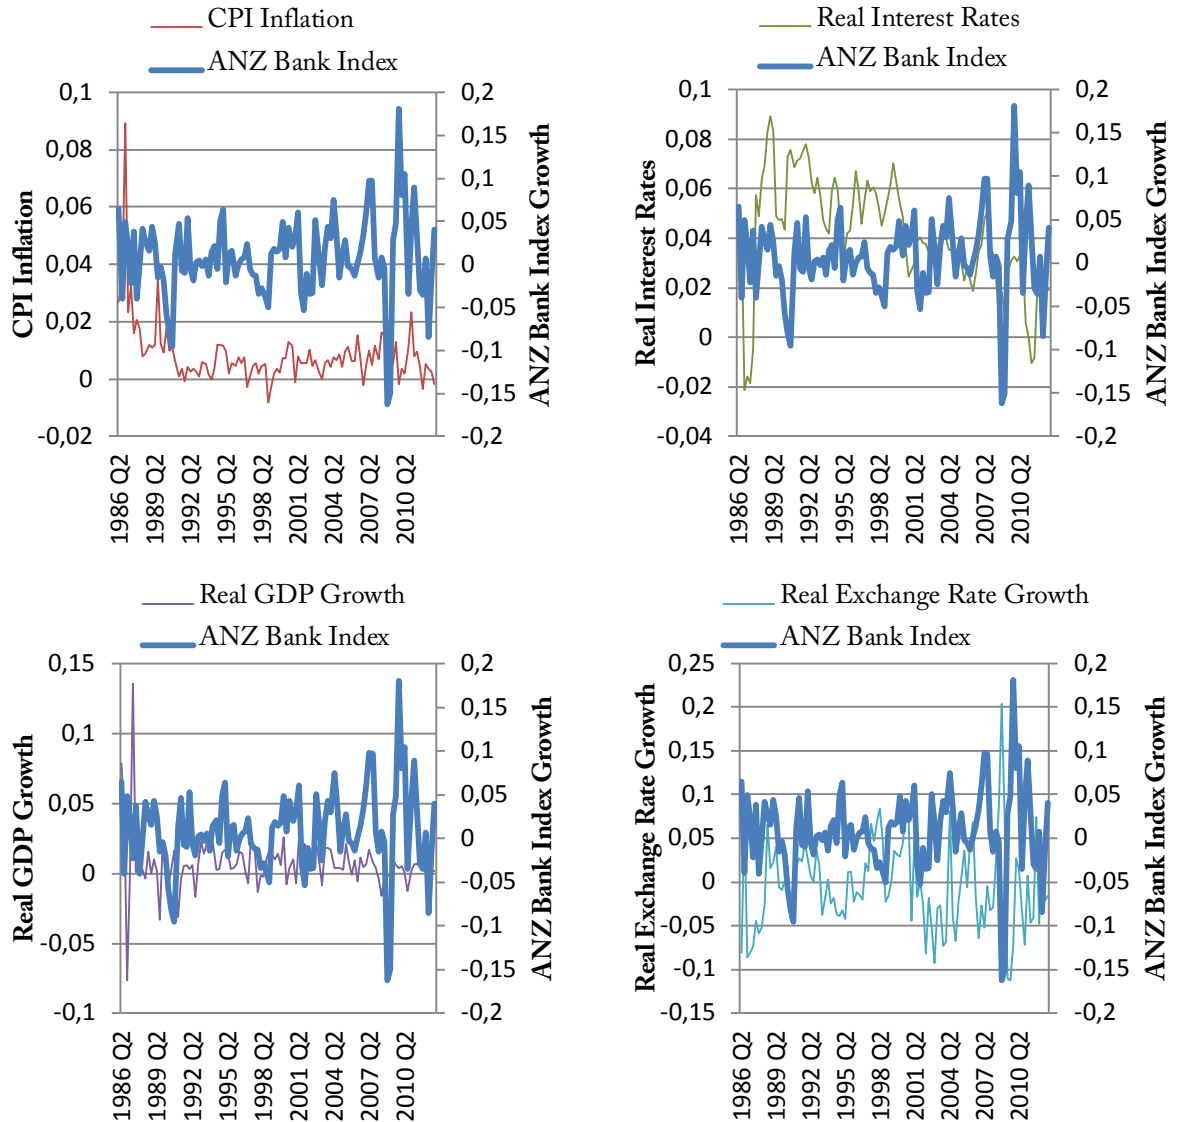 CPI Inflation
ANZ Bank Index
0,1
0,08
0,06
0,04
0,02
0
-0,02
CPI Inflation
0,2
0,15
0,1
0,05
0
-0,05
-0,1
-0,15
-0,2
ANZ Bank Index Growth
1986 Q2
1989 Q2
1992 Q2
1995 Q2
1998 Q2
2001 Q2
2004 Q2
2007 Q2
2010 Q2
Real Interest Rates
ANZ Bank Index
0,1
0,08
0,06
0,04
0,02
0
-0,02
-0,04
Real Interest Rates
0,2
0,15
0,1
0,05
0
-0,05
-0,1
-0,15
-0,2
ANZ Bank Index Growth
1986 Q2
1989 Q2
1992 Q2
1995 Q2
1998 Q2
2001 Q2
2004 Q2
2007 Q2
2010 Q2
Real GDP Growth
ANZ Bank Index
0,15
0,1
0,05
0
-0,05
-0,1
Real GDP Growth
0,2
0,15
0,1
0,05
0
-0,05
-0,1
-0,15
-0,2
ANZ Bank Index Growth
1986 Q2
1989 Q2
1992 Q2
1995 Q2
1998 Q2
2001 Q2
2004 Q2
2007 Q2
2010 Q2
Real Exchange Rate Growth
ANZ Bank Index
0,25
0,2
0,15
0,1
0,05
0
-0,05
-0,1
-0,15
Real Exchange Rate Growth
0,2
0,15
0,1
0,05
0
-0,05
-0,1
-0,15
-0,2
ANZ Bank Index Growth
1986 Q2
1989 Q2
1992 Q2
1995 Q2
1998 Q2
2001 Q2
2004 Q2
2007 Q2
2010 Q2